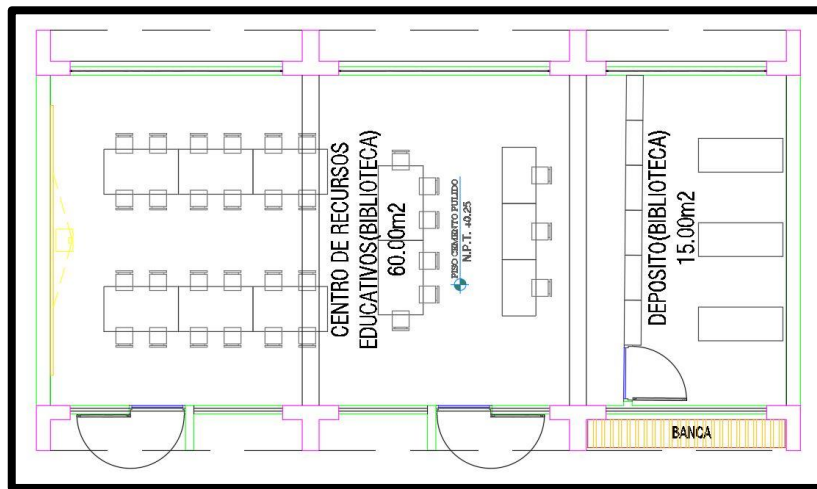 CENTRO DE RECURSOS
EDUCATIVOS(BIBLIOTECA)
60.00m2
PISO CEMENTO PULIDO
N.P.T. +0.25
DEPOSITO(BIBLIOTECA)
15.00m2
BANCA